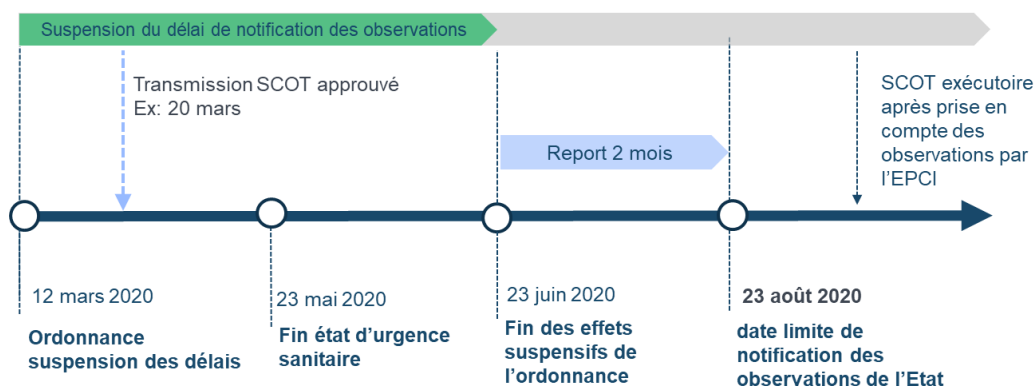 Suspension du délai de notification des observations
Transmission SCOT approuvé
Ex: 20 mars
SCOT exécutoire
après prise en
compte des
observations par
l'EPCI
Report 2 mois
12 mars 2020
Ordonnance
suspension des délais
23 mai 2020
Fin état d'urgence
sanitaire
23 juin 2020
Fin des effets
suspensifs de
l'ordonnance
23 août 2020
date limite de
notification des
observations de l'Etat